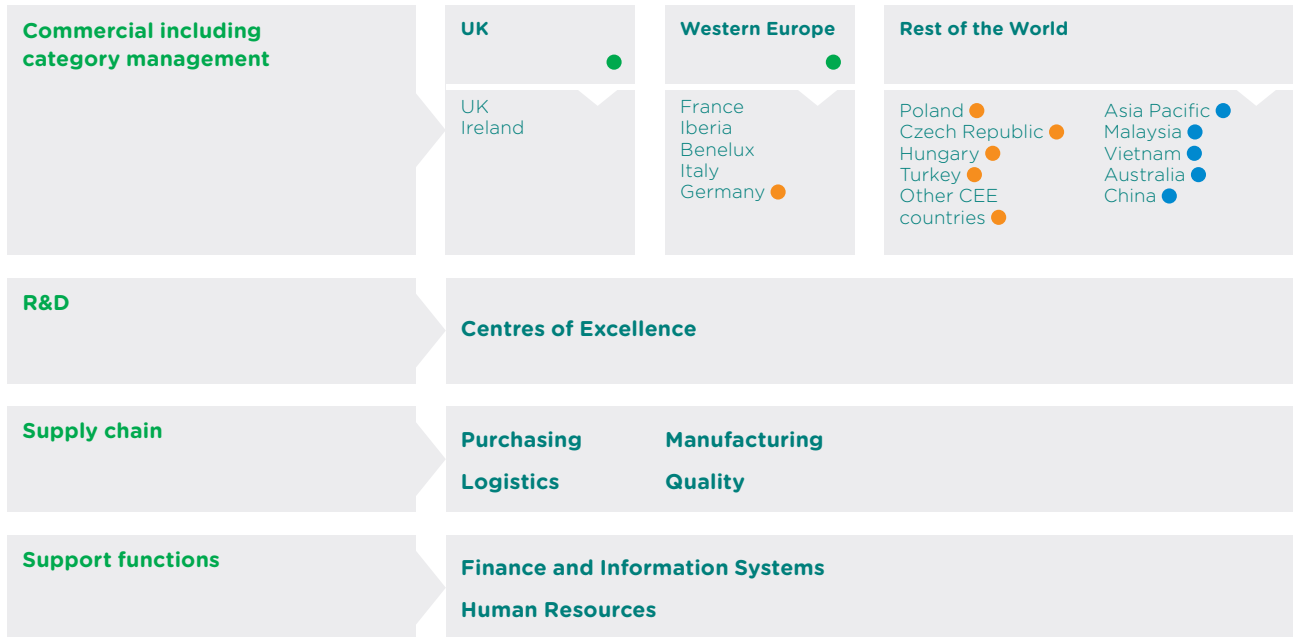 Commercial including
category management
UK
Western Europe
Rest of the World
UK
Ireland
France
Iberia
Benelux
Italy
Germany
Poland
Czech Republic
Hungary
Turkey
Other CEE
countries
Asia Pacific
Malaysia
Vietnam
Australia
China
R&D
Centres of Excellence
Supply chain
Purchasing
Manufacturing
Logistics
Quality
Support functions
Finance and Information Systems
Human Resources